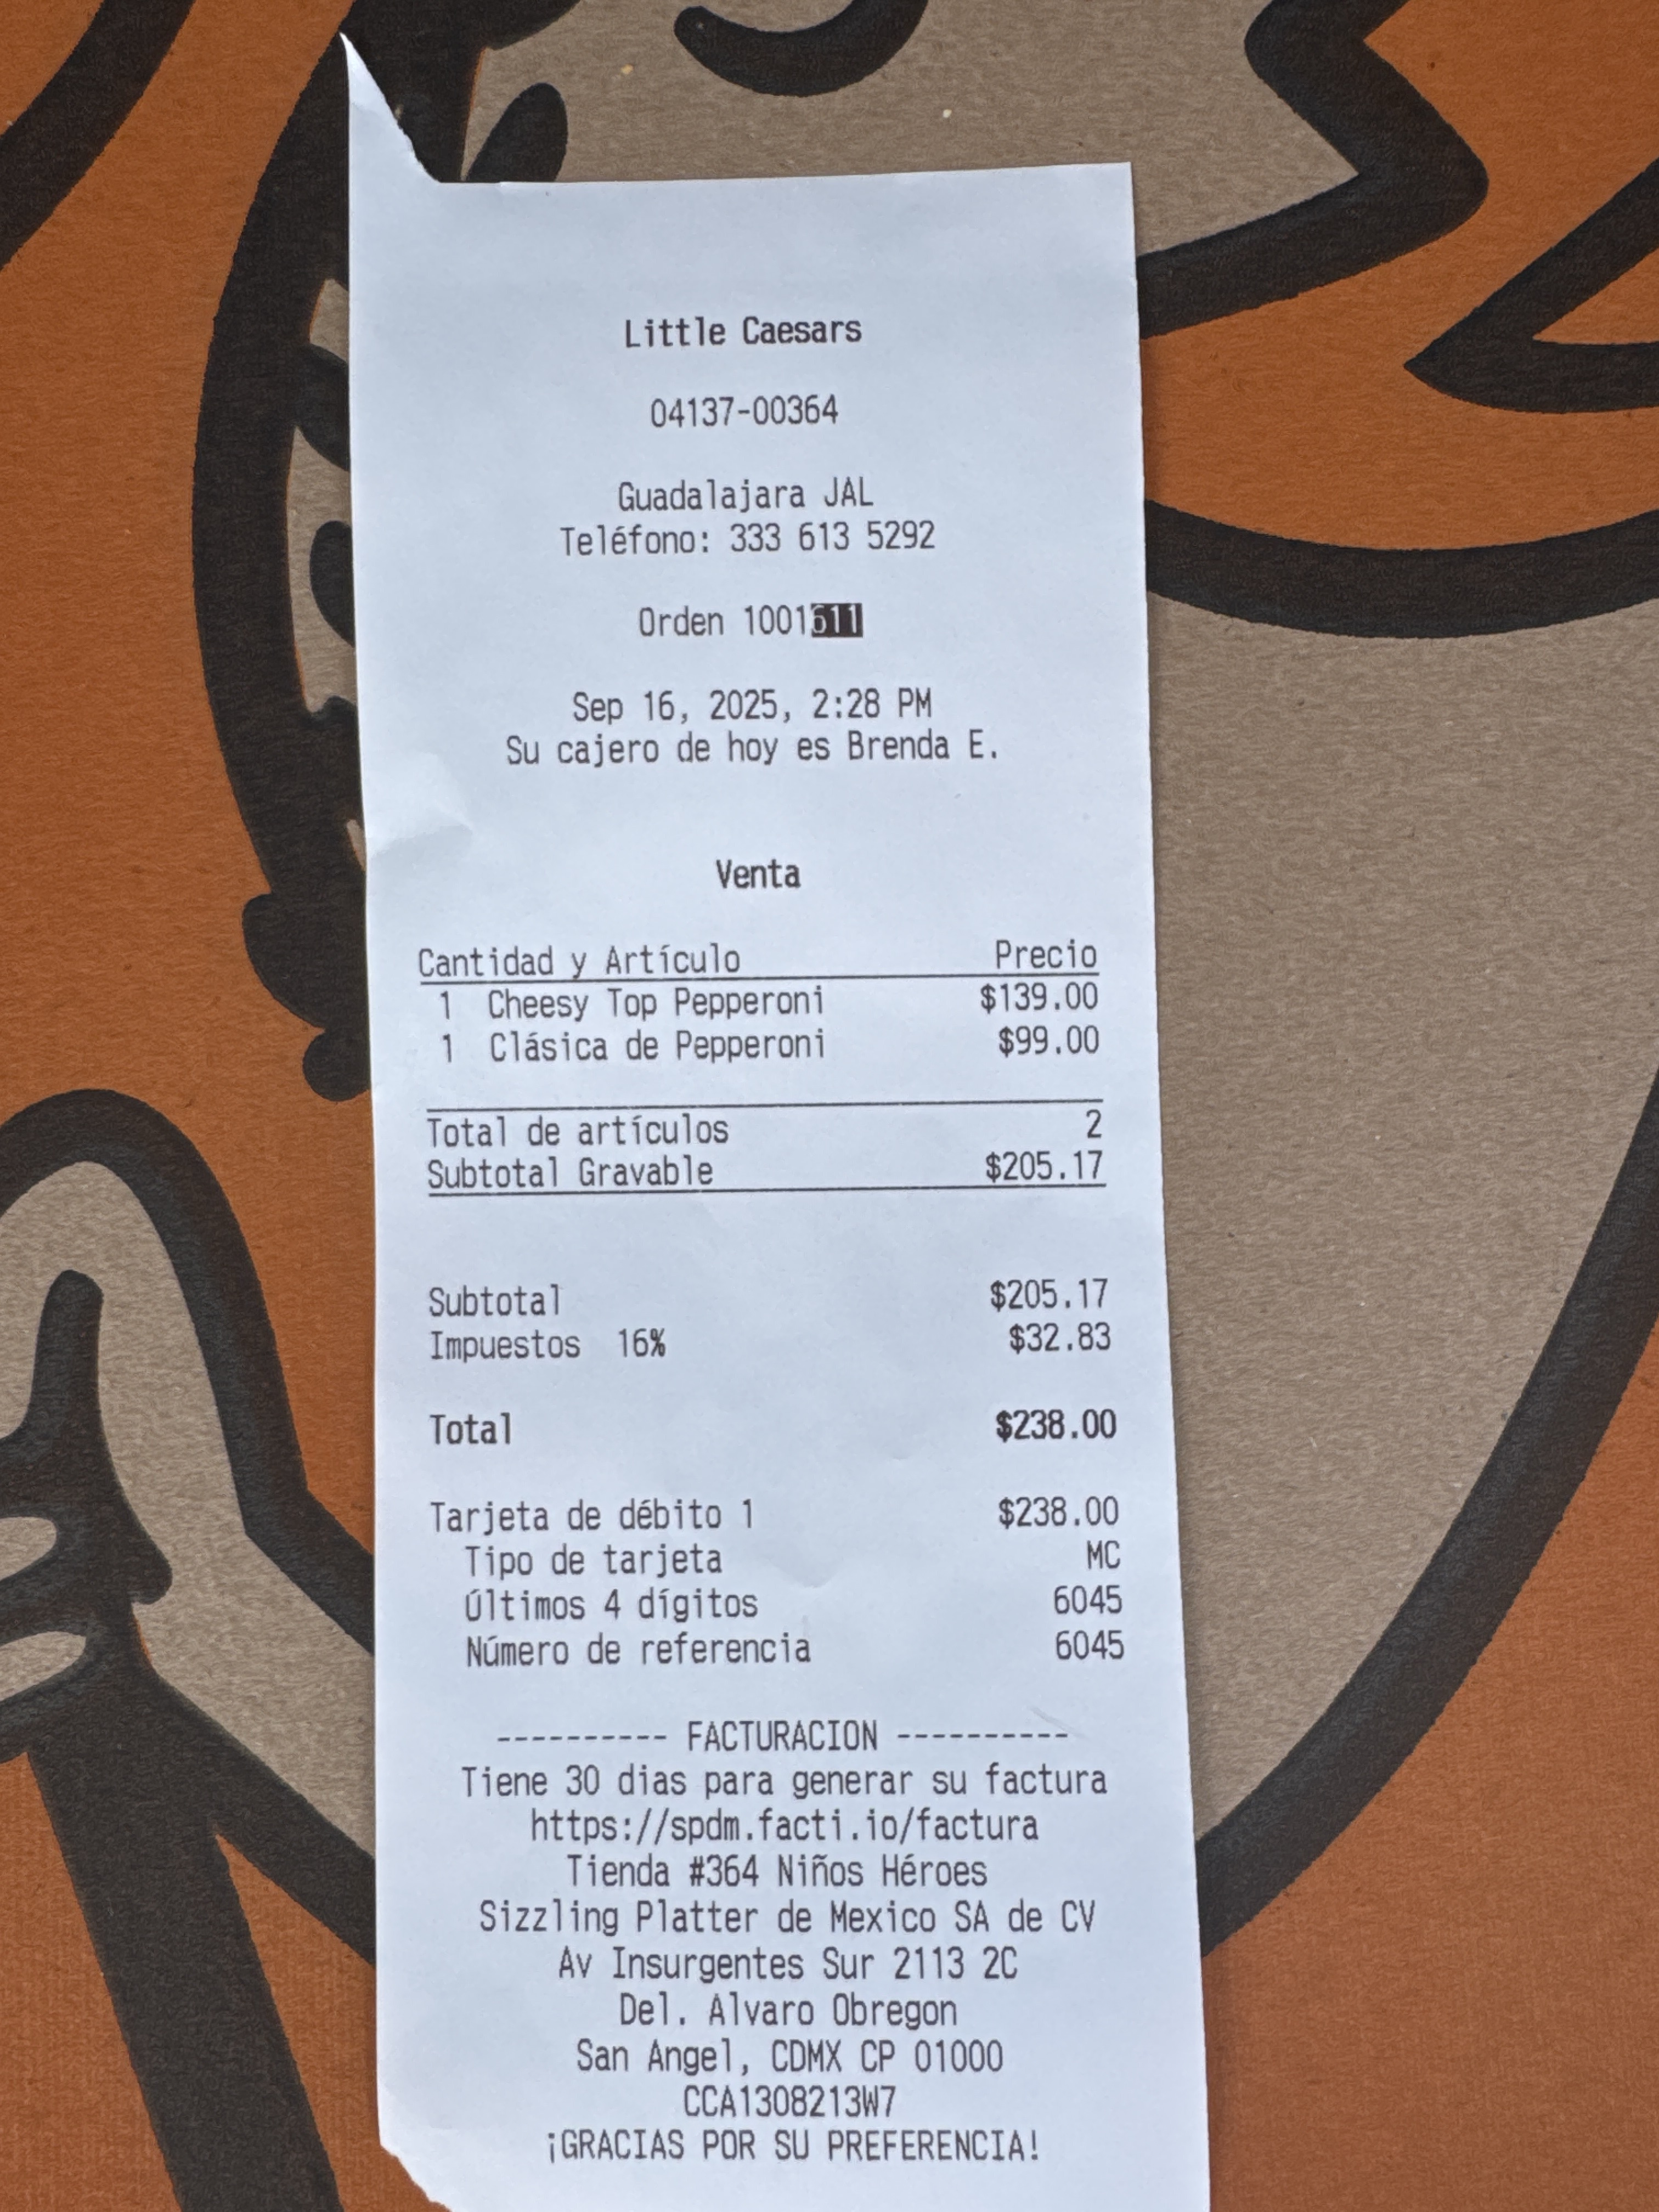 Little Caesars
04137-00364
Guadalajara JAL
Teléfono: 333 613 5292
Orden 1001611
Sep 16, 2025, 2:28 PM
Su cajero de hoy es Brenda E.
Venta
Cantidad y Artículo Precio
1 Cheesy Top Pepperoni $139.00
1 Clásica de Pepperoni $99.00
Total de artículos 2
Subtotal Gravable $205.17
Subtotal $205.17
Impuestos 16% $32.83
Total $238.00
Tarjeta de débito 1 $238.00
Tipo de tarjeta MC
Últimos 4 dígitos 6045
Número de referencia 6045
---------- FACTURACION ----------
Tiene 30 dias para generar su factura
https://spdm.facti.io/factura
Tienda #364 Niños Héroes
Sizzling Platter de Mexico SA de CV
Av Insurgentes Sur 2113 2C
Del. Alvaro Obregon
San Angel, CDMX CP 01000
CCA1308213W7
¡GRACIAS POR SU PREFERENCIA!